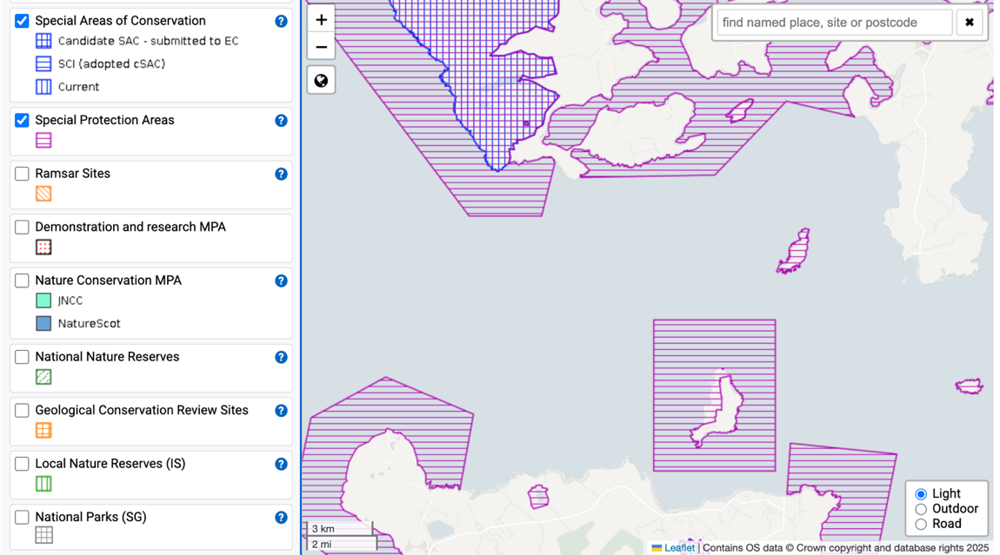 Special Areas of Conservation
?
Candidate SAC - submitted to EC
SCI (adopted cSAC)
Current
Special Protection Areas
?
Ramsar Sites
?
Demonstration and research MPA
Nature Conservation MPA
?
JNCC
NatureScot
National Nature Reserves
?
Geological Conservation Review Sites
?
Local Nature Reserves (IS)
?
National Parks (SG)
?
+
−
find named place, site or postcode
✖
Light
Outdoor
Road
3 km
2 mi
Leaflet | Contains OS data © Crown copyright and database rights 2025